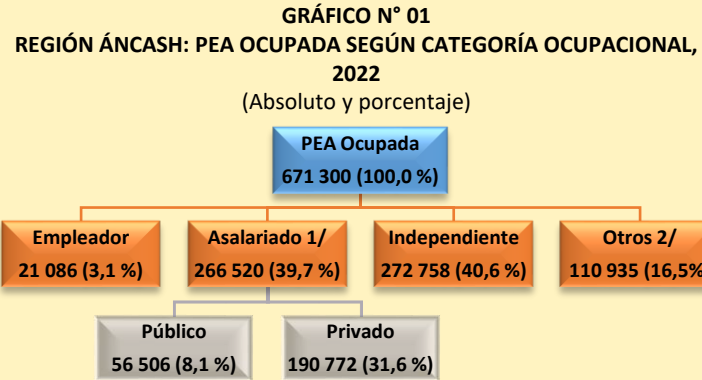 GRÁFICO N° 01
REGIÓN ÁNCASH: PEA OCUPADA SEGÚN CATEGORÍA OCUPACIONAL,
2022
(Absoluto y porcentaje)
PEA Ocupada
671 300 (100,0 %)
Empleador
21 086 (3,1 %)
Asalariado 1/
266 520 (39,7 %)
Independiente
272 758 (40,6 %)
Otros 2/
110 935 (16,5%
Público
56 506 (8,1 %)
Privado
190 772 (31,6 %)